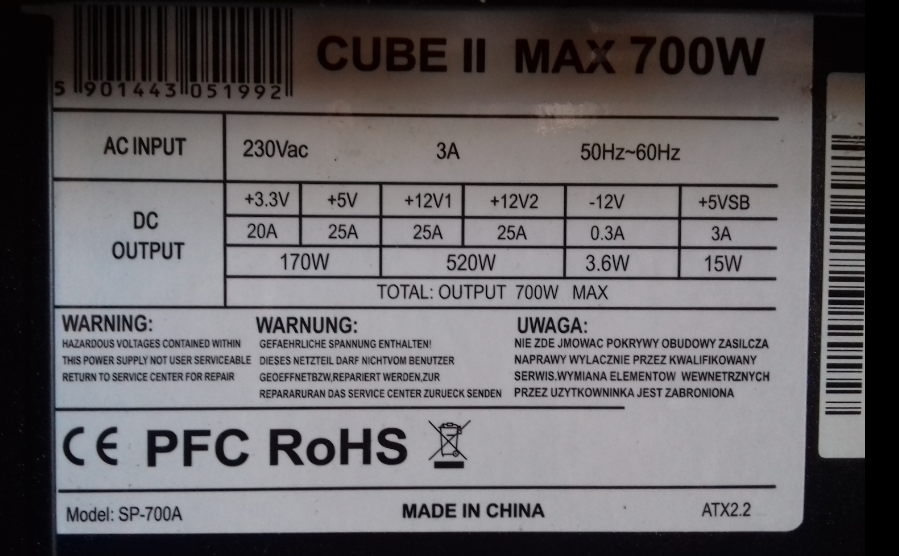 CUBE II MAX 700W
5 901443 051992
AC INPUT 230Vac 3A 50Hz~60Hz
DC OUTPUT
+3.3V +5V +12V1 +12V2 -12V +5VSB
20A 25A 25A 25A 0.3A 3A
170W 520W 3.6W 15W
TOTAL: OUTPUT 700W MAX
WARNING:
HAZARDOUS VOLTAGES CONTAINED WITHIN
THIS POWER SUPPLY NOT USER SERVICEABLE
RETURN TO SERVICE CENTER FOR REPAIR
WARNUNG:
GEFAEHRLICHE SPANNUNG ENTHALTEN!
DIESES NETZTEIL DARF NICHTVOM BENUTZER
GEOEFFNETBZW,REPARIERT WERDEN,ZUR
REPARARURAN DAS SERVICE CENTER ZURUECK SENDEN
UWAGA:
NIE ZDE JMOWAC POKRYWY OBUDOWY ZASILCZA
NAPRAWY WYLACZNIE PRZEZ KWALIFIKOWANY
SERWIS.WYMIANA ELEMENTOW WEWNETRZNYCH
PRZEZ UZYTKOWNINKA JEST ZABRONIONA
CE PFC RoHS
Model: SP-700A MADE IN CHINA ATX2.2